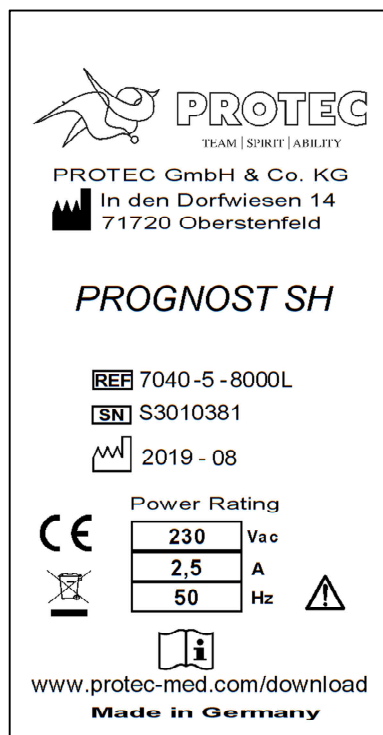 PROTEC
TEAM | SPIRIT | ABILITY
PROTEC GmbH & Co. KG
In den Dorfwiesen 14
71720 Oberstenfeld
PROGNOST SH
REF 7040-5-8000L
SN S3010381
2019-08
Power Rating
CE
230 Vac
2,5 A
50 Hz
i
www.protec-med.com/download
Made in Germany